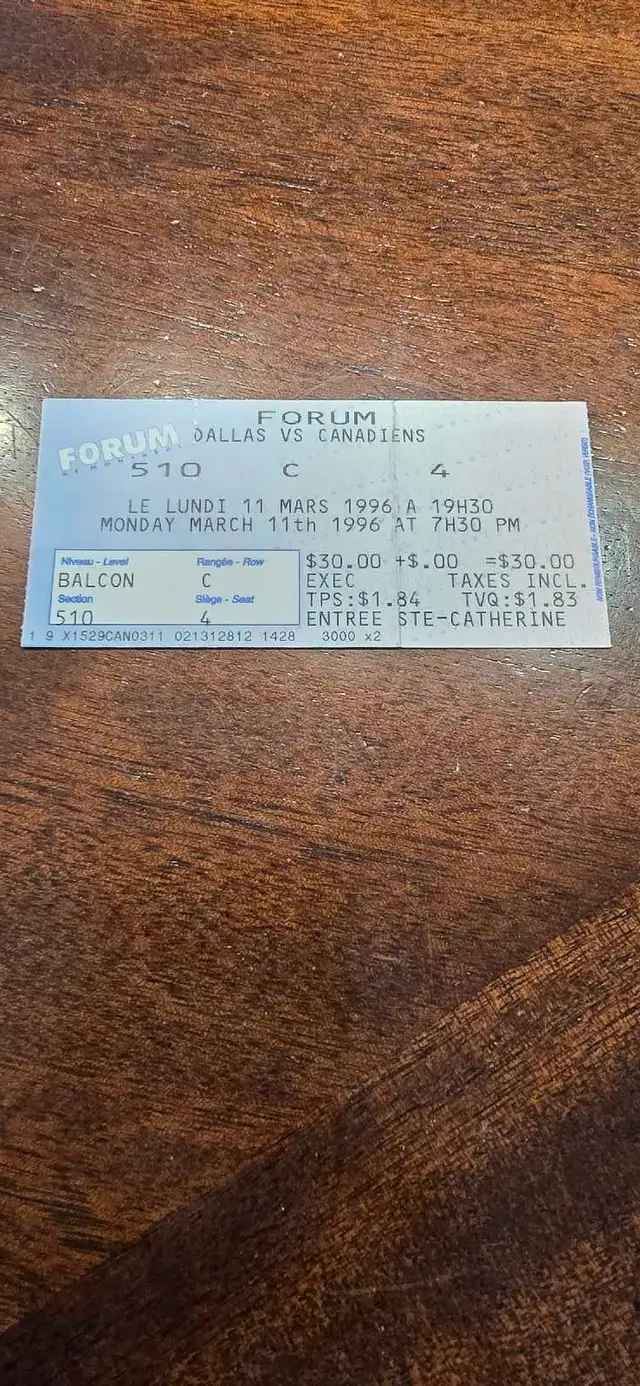 FORUM
FORUM
DALLAS VS CANADIENS
510 C 4
LE LUNDI 11 MARS 1996 A 19H30
MONDAY MARCH 11th 1996 AT 7H30 PM
Niveau - Level Rangée - Row
BALCON C
Section Siège - Seat
510 4
$30.00 +$.00 =$30.00
EXEC TAXES INCL.
TPS:$1.84 TVQ:$1.83
ENTREE STE-CATHERINE
1 9 X1529CAN0311 021312812 1428 3000 x2